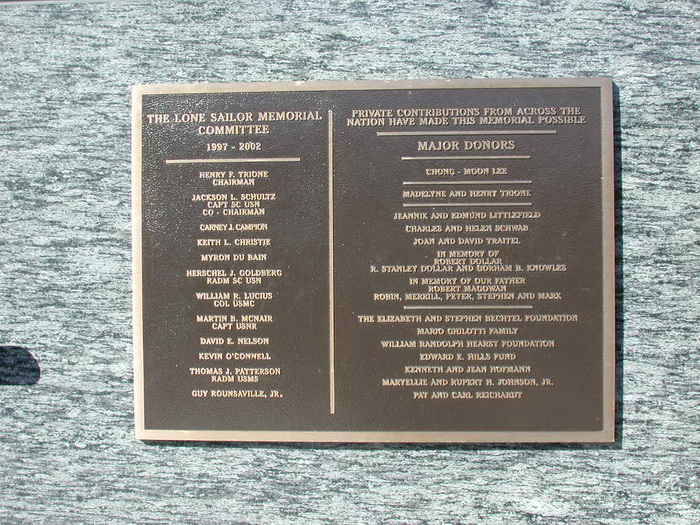 THE LONE SAILOR MEMORIAL
COMMITTEE
1997 - 2002
HENRY F. TRIONE
CHAIRMAN
JACKSON L. SCHULTZ
CAPT SC USN
CO - CHAIRMAN
CARNEY J. CAMPION
KEITH L. CHRISTIE
MYRON DU BAIN
HERSCHEL J. GOLDBERG
RADM SC USN
WILLIAM R. LUCIUS
COL USMC
MARTIN B. MCNAIR
CAPT USNR
DAVID E. NELSON
KEVIN O'CONNELL
THOMAS J. PATTERSON
RADM USMS
GUY ROUNSAVILLE, JR.
PRIVATE CONTRIBUTIONS FROM ACROSS THE
NATION HAVE MADE THIS MEMORIAL POSSIBLE
MAJOR DONORS
CHONG - MOON LEE
MADELYNE AND HENRY TRIONE
JEANNIK AND EDMUND LITTLEFIELD
CHARLES AND HELEN SCHWAB
JOAN AND DAVID TRAITEL
IN MEMORY OF
ROBERT DOLLAR
R. STANLEY DOLLAR AND GORHAM B. KNOWLES
IN MEMORY OF OUR FATHER
ROBERT MAGOWAN
ROBIN, MERRILL, PETER, STEPHEN AND MARK
THE ELIZABETH AND STEPHEN BECHTEL FOUNDATION
MARIO GHILOTTI FAMILY
WILLIAM RANDOLPH HEARST FOUNDATION
EDWARD E. HILLS FUND
KENNETH AND JEAN HOFMANN
MARYELLIE AND RUPERT H. JOHNSON, JR.
PAT AND CARL REICHARDT